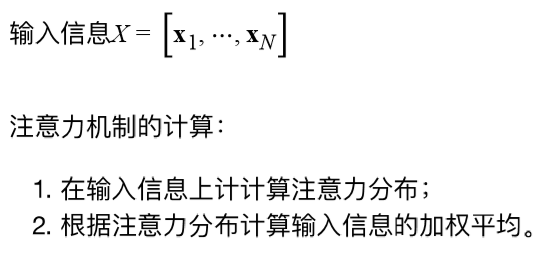 输入信息X = [x1, ⋯, xN]
注意力机制的计算：
1. 在输入信息上计计算注意力分布；
2. 根据注意力分布计算输入信息的加权平均。